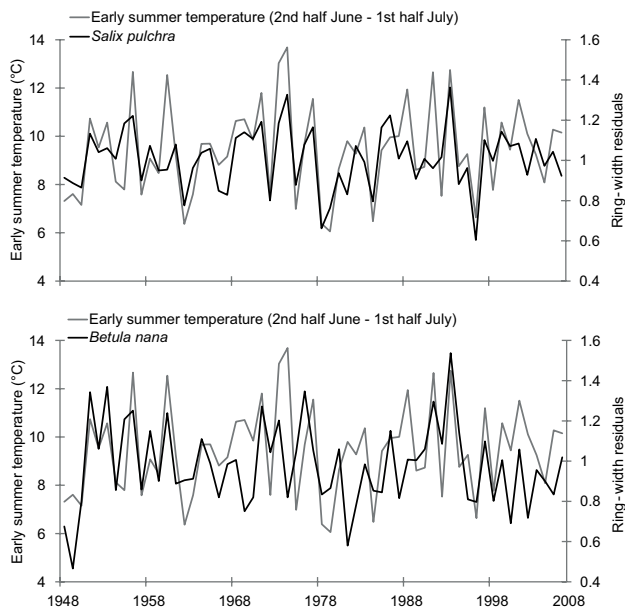 Early summer temperature (2nd half June - 1st half July)
Salix pulchra
14
12
10
8
6
4
Early summer temperature (°C)
1.6
1.4
1.2
1
0.8
0.6
0.4
Ring-width residuals
Early summer temperature (2nd half June - 1st half July)
Betula nana
14
12
10
8
6
4
Early summer temperature (°C)
1.6
1.4
1.2
1
0.8
0.6
0.4
Ring- width residuals
1948 1958 1968 1978 1988 1998 2008